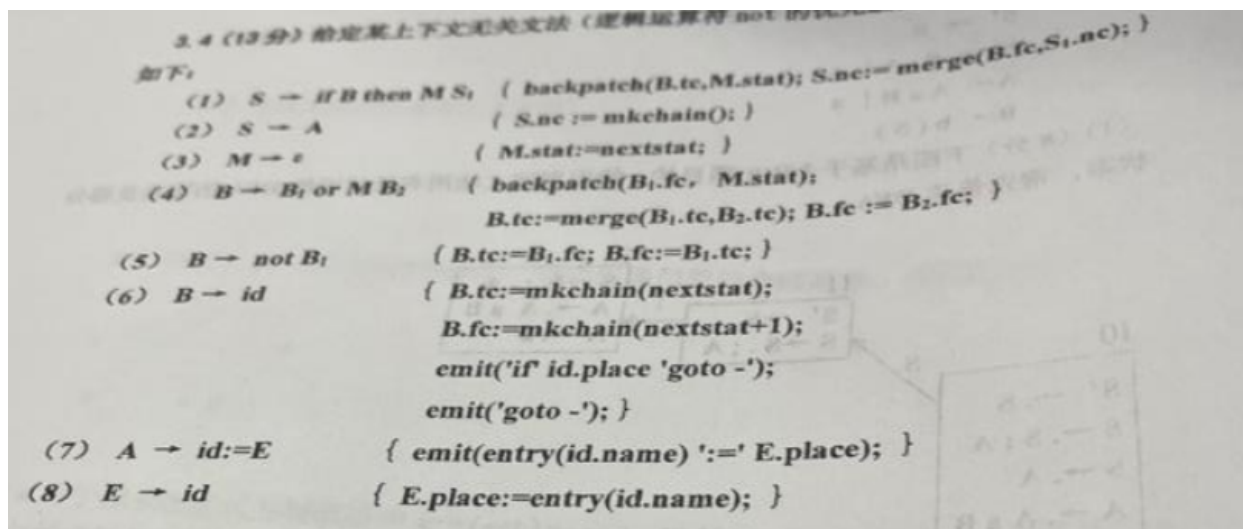 3.4 (13分) 给定某上下文无关文法 (逻辑运算符 not 的优先
如下:
(1) S → if B then M S₁ { backpatch(B.tc,M.stat); S.nc:= merge(B.fc,S₁.nc); }
(2) S → A { S.nc := mkchain(); }
(3) M → ε { M.stat:=nextstat; }
(4) B → B₁ or M B₂ { backpatch(B₁.fc, M.stat);
B.tc:=merge(B₁.tc,B₂.tc); B.fc := B₂.fc; }
(5) B → not B₁ { B.tc:=B₁.fc; B.fc:=B₁.tc; }
(6) B → id { B.tc:=mkchain(nextstat);
B.fc:=mkchain(nextstat+1);
emit('if' id.place 'goto -');
emit('goto -'); }
(7) A → id:=E { emit(entry(id.name) ':=' E.place); }
(8) E → id { E.place:=entry(id.name); }